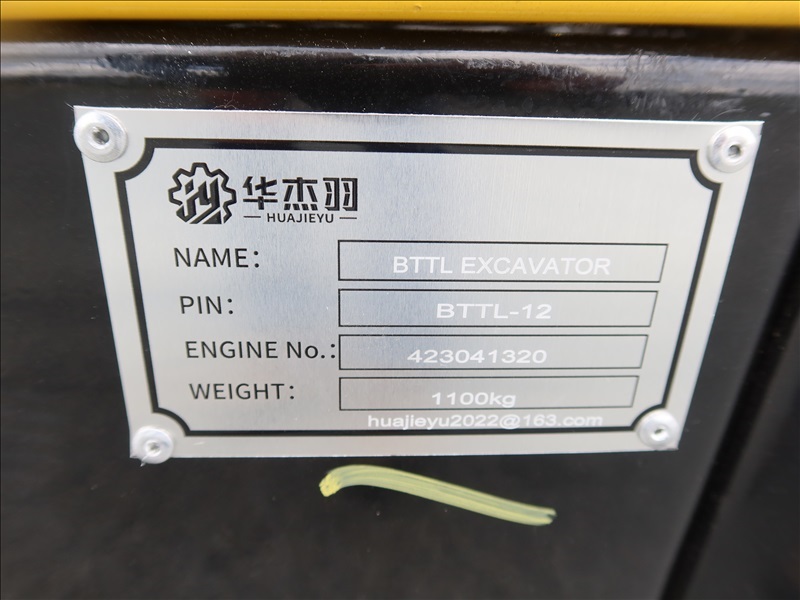 华杰羽
HUAJIEYU
NAME: BTTL EXCAVATOR
PIN: BTTL-12
ENGINE No.: 423041320
WEIGHT: 1100kg
huajieyu2022@163.com